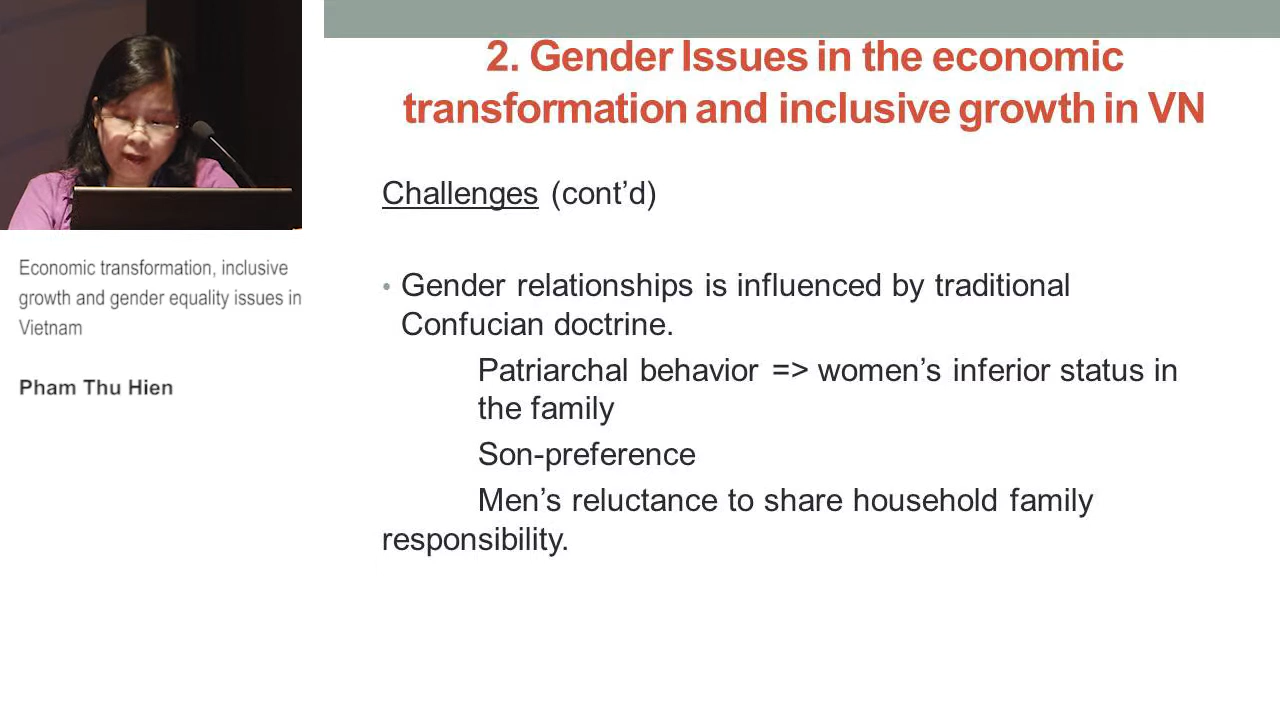 2. Gender Issues in the economic
transformation and inclusive growth in VN
Challenges (cont’d)
• Gender relationships is influenced by traditional
Confucian doctrine.
Patriarchal behavior => women’s inferior status in
the family
Son-preference
Men’s reluctance to share household family
responsibility.
Economic transformation, inclusive
growth and gender equality issues in
Vietnam
Pham Thu Hien